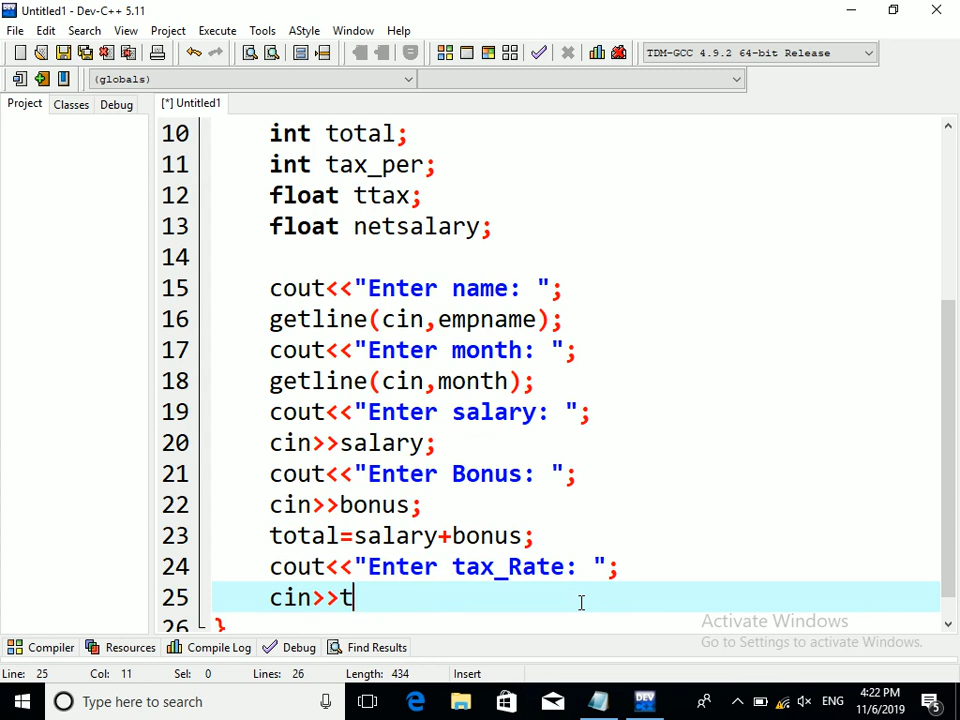 Untitled1 - Dev-C++ 5.11
File Edit Search View Project Execute Tools AStyle Window Help
TDM-GCC 4.9.2 64-bit Release
(globals)
Project Classes Debug [*] Untitled1
10 int total;
11 int tax_per;
12 float ttax;
13 float netsalary;
14
15 cout<<"Enter name: ";
16 getline(cin,empname);
17 cout<<"Enter month: ";
18 getline(cin,month);
19 cout<<"Enter salary: ";
20 cin>>salary;
21 cout<<"Enter Bonus: ";
22 cin>>bonus;
23 total=salary+bonus;
24 cout<<"Enter tax_Rate: ";
25 cin>>t
26 }
Activate Windows
Go to Settings to activate Windows.
Compiler Resources Compile Log Debug Find Results
Line: 25 Col: 11 Sel: 0 Lines: 26 Length: 434 Insert
Type here to search
DEV
ENG
4:22 PM
11/6/2019
5